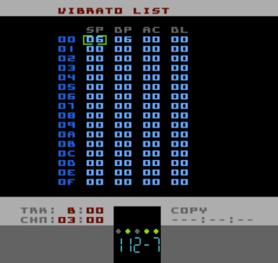 VIBRATO LIST
SP DP AC DL
00 05 06 00 00
01 00 00 00 00
02 00 00 00 00
03 00 00 00 00
04 00 00 00 00
05 00 00 00 00
06 00 00 00 00
07 00 00 00 00
08 00 00 00 00
09 00 00 00 00
0A 00 00 00 00
0B 00 00 00 00
0C 00 00 00 00
0D 00 00 00 00
0E 00 00 00 00
0F 00 00 00 00
TRK: 8:00 COPY
CHN:03:00 ---:--:--
112-7